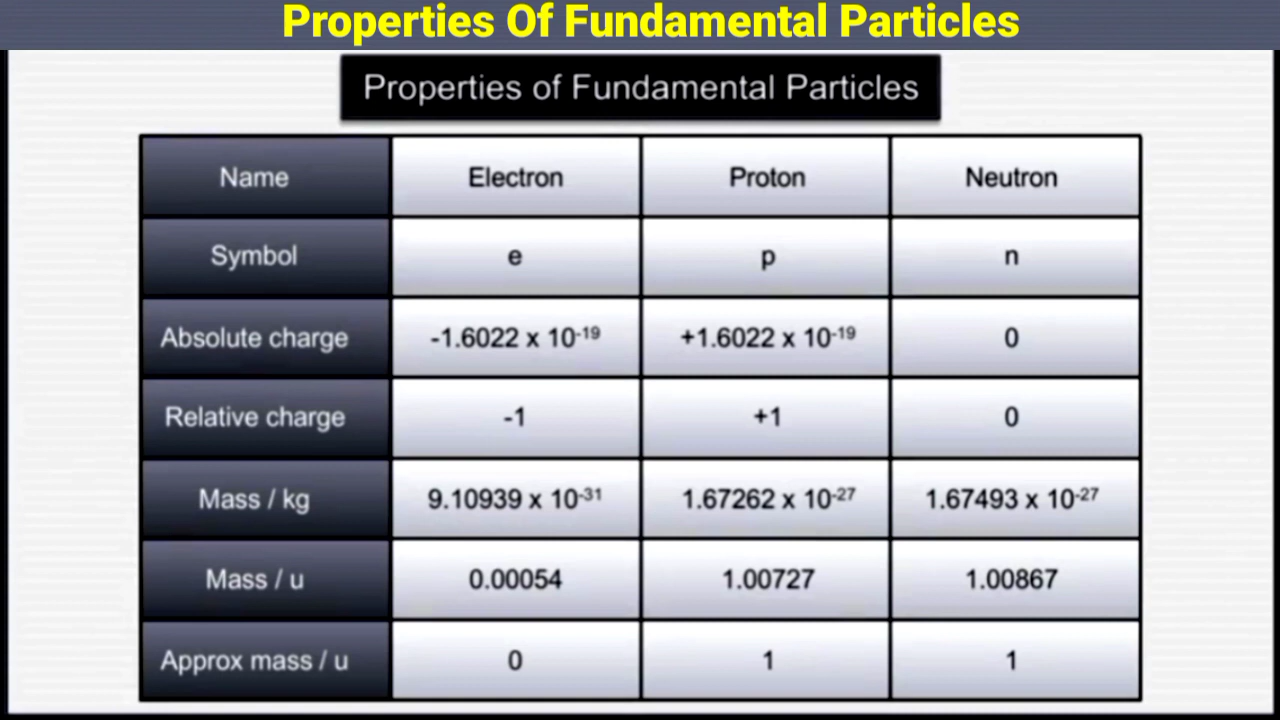 Properties Of Fundamental Particles
Properties of Fundamental Particles
Name Electron Proton Neutron
Symbol e p n
Absolute charge -1.6022 x 10⁻¹⁹ +1.6022 x 10⁻¹⁹ 0
Relative charge -1 +1 0
Mass / kg 9.10939 x 10⁻³¹ 1.67262 x 10⁻²⁷ 1.67493 x 10⁻²⁷
Mass / u 0.00054 1.00727 1.00867
Approx mass / u 0 1 1